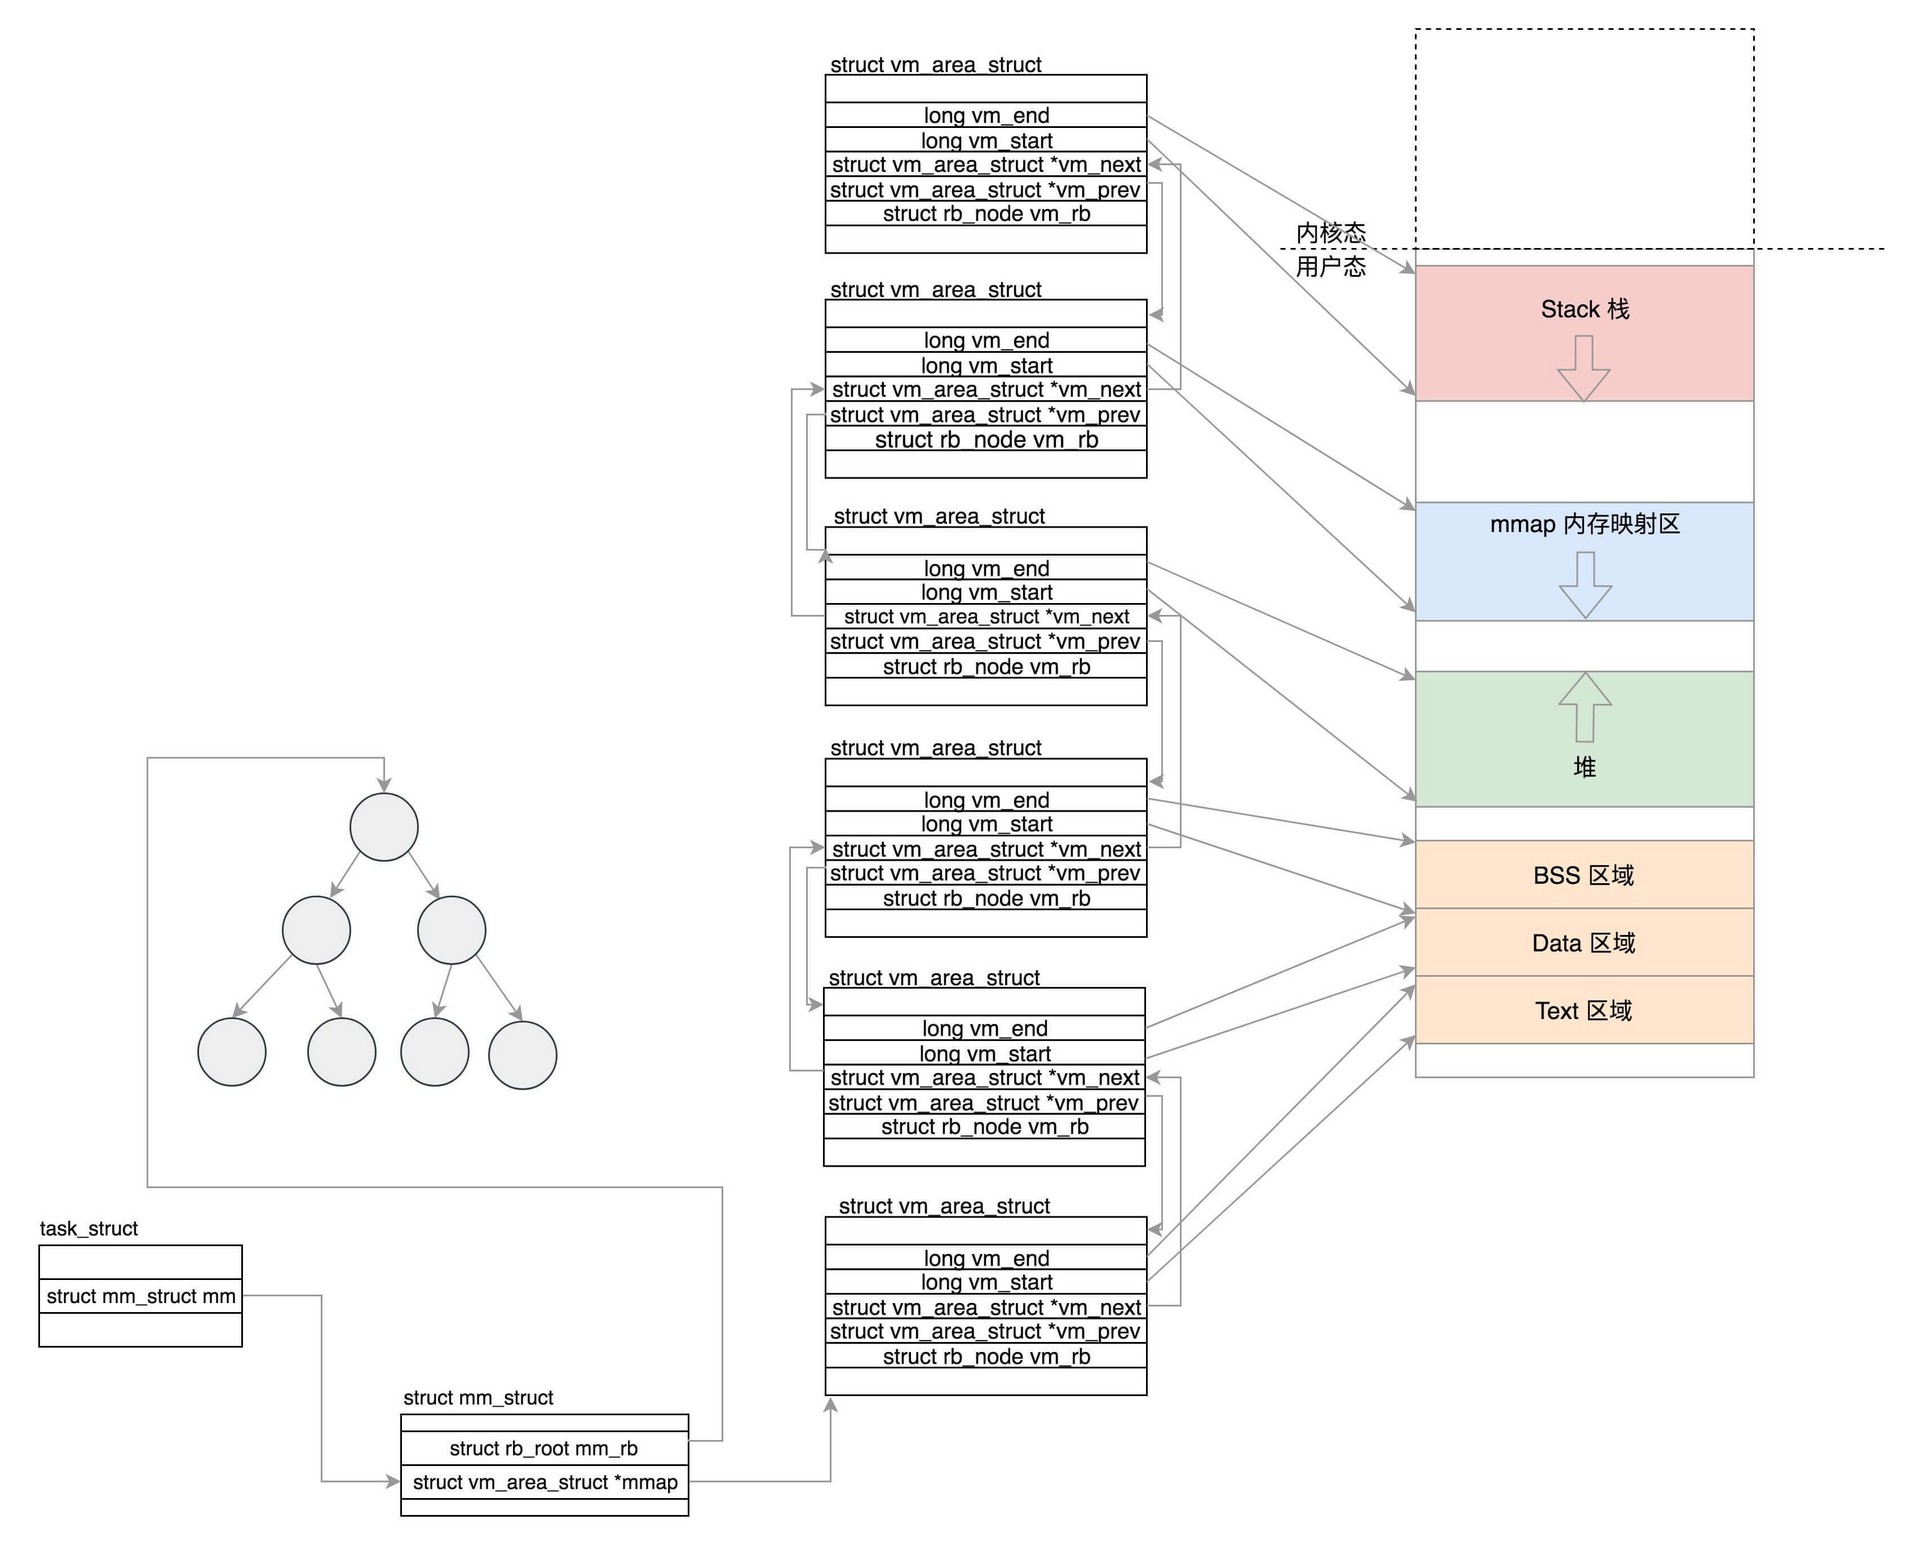 struct vm_area_struct
long vm_end
long vm_start
struct vm_area_struct *vm_next
struct vm_area_struct *vm_prev
struct rb_node vm_rb
struct vm_area_struct
long vm_end
long vm_start
struct vm_area_struct *vm_next
struct vm_area_struct *vm_prev
struct rb_node vm_rb
struct vm_area_struct
long vm_end
long vm_start
struct vm_area_struct *vm_next
struct vm_area_struct *vm_prev
struct rb_node vm_rb
struct vm_area_struct
long vm_end
long vm_start
struct vm_area_struct *vm_next
struct vm_area_struct *vm_prev
struct rb_node vm_rb
struct vm_area_struct
long vm_end
long vm_start
struct vm_area_struct *vm_next
struct vm_area_struct *vm_prev
struct rb_node vm_rb
struct vm_area_struct
long vm_end
long vm_start
struct vm_area_struct *vm_next
struct vm_area_struct *vm_prev
struct rb_node vm_rb
内核态
用户态
Stack 栈
mmap 内存映射区
堆
BSS 区域
Data 区域
Text 区域
task_struct
struct mm_struct mm
struct mm_struct
struct rb_root mm_rb
struct vm_area_struct *mmap